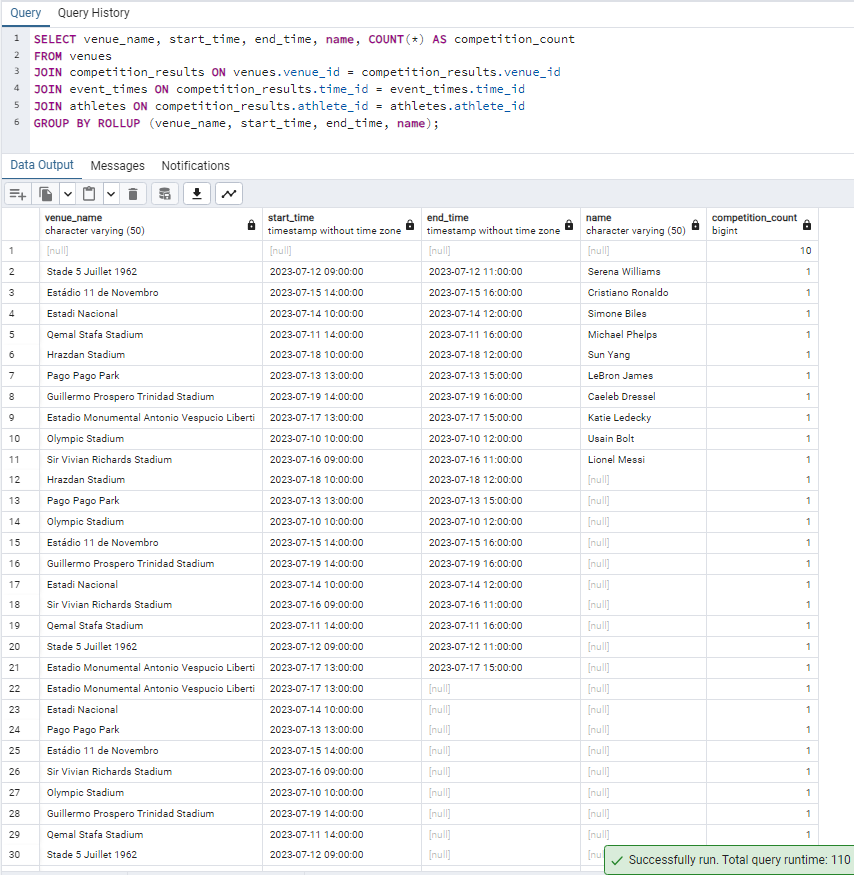 Query Query History
1 SELECT venue_name, start_time, end_time, name, COUNT(*) AS competition_count
2 FROM venues
3 JOIN competition_results ON venues.venue_id = competition_results.venue_id
4 JOIN event_times ON competition_results.time_id = event_times.time_id
5 JOIN athletes ON competition_results.athlete_id = athletes.athlete_id
6 GROUP BY ROLLUP (venue_name, start_time, end_time, name);
Data Output Messages Notifications
venue_name start_time end_time name competition_count
character varying (50) timestamp without time zone timestamp without time zone character varying (50) bigint
1 [null] [null] [null] [null] 10
2 Stade 5 Juillet 1962 2023-07-12 09:00:00 2023-07-12 11:00:00 Serena Williams 1
3 Estádio 11 de Novembro 2023-07-15 14:00:00 2023-07-15 16:00:00 Cristiano Ronaldo 1
4 Estadi Nacional 2023-07-14 10:00:00 2023-07-14 12:00:00 Simone Biles 1
5 Qemal Stafa Stadium 2023-07-11 14:00:00 2023-07-11 16:00:00 Michael Phelps 1
6 Hrazdan Stadium 2023-07-18 10:00:00 2023-07-18 12:00:00 Sun Yang 1
7 Pago Pago Park 2023-07-13 13:00:00 2023-07-13 15:00:00 LeBron James 1
8 Guillermo Prospero Trinidad Stadium 2023-07-19 14:00:00 2023-07-19 16:00:00 Caeleb Dressel 1
9 Estadio Monumental Antonio Vespucio Liberti 2023-07-17 13:00:00 2023-07-17 15:00:00 Katie Ledecky 1
10 Olympic Stadium 2023-07-10 10:00:00 2023-07-10 12:00:00 Usain Bolt 1
11 Sir Vivian Richards Stadium 2023-07-16 09:00:00 2023-07-16 11:00:00 Lionel Messi 1
12 Hrazdan Stadium 2023-07-18 10:00:00 2023-07-18 12:00:00 [null] 1
13 Pago Pago Park 2023-07-13 13:00:00 2023-07-13 15:00:00 [null] 1
14 Olympic Stadium 2023-07-10 10:00:00 2023-07-10 12:00:00 [null] 1
15 Estádio 11 de Novembro 2023-07-15 14:00:00 2023-07-15 16:00:00 [null] 1
16 Guillermo Prospero Trinidad Stadium 2023-07-19 14:00:00 2023-07-19 16:00:00 [null] 1
17 Estadi Nacional 2023-07-14 10:00:00 2023-07-14 12:00:00 [null] 1
18 Sir Vivian Richards Stadium 2023-07-16 09:00:00 2023-07-16 11:00:00 [null] 1
19 Qemal Stafa Stadium 2023-07-11 14:00:00 2023-07-11 16:00:00 [null] 1
20 Stade 5 Juillet 1962 2023-07-12 09:00:00 2023-07-12 11:00:00 [null] 1
21 Estadio Monumental Antonio Vespucio Liberti 2023-07-17 13:00:00 2023-07-17 15:00:00 [null] 1
22 Estadio Monumental Antonio Vespucio Liberti 2023-07-17 13:00:00 [null] [null] 1
23 Estadi Nacional 2023-07-14 10:00:00 [null] [null] 1
24 Pago Pago Park 2023-07-13 13:00:00 [null] [null] 1
25 Estádio 11 de Novembro 2023-07-15 14:00:00 [null] [null] 1
26 Sir Vivian Richards Stadium 2023-07-16 09:00:00 [null] [null] 1
27 Olympic Stadium 2023-07-10 10:00:00 [null] [null] 1
28 Guillermo Prospero Trinidad Stadium 2023-07-19 14:00:00 [null] [null] 1
29 Qemal Stafa Stadium 2023-07-11 14:00:00 [null] [null] 1
30 Stade 5 Juillet 1962 2023-07-12 09:00:00 [null] [nu
Successfully run. Total query runtime: 110